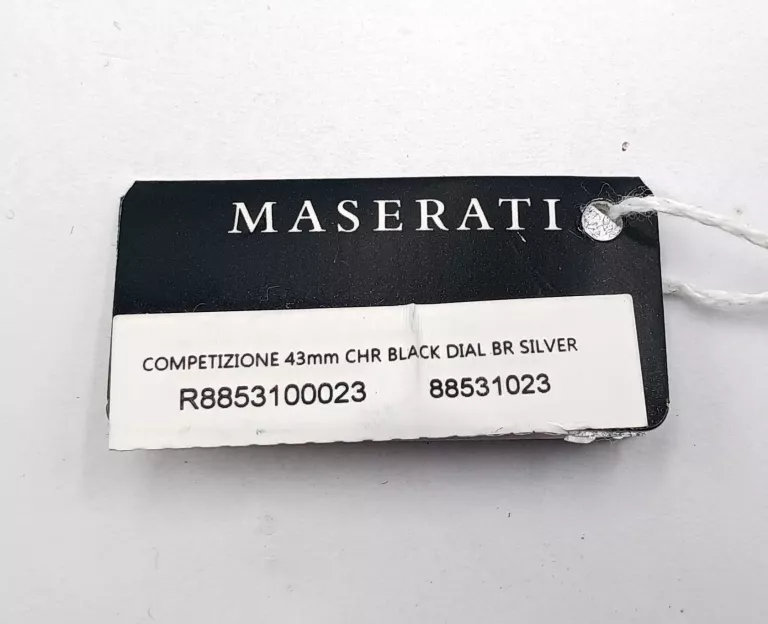 MASERATI
COMPETIZIONE 43mm CHR BLACK DIAL BR SILVER
R8853100023 88531023